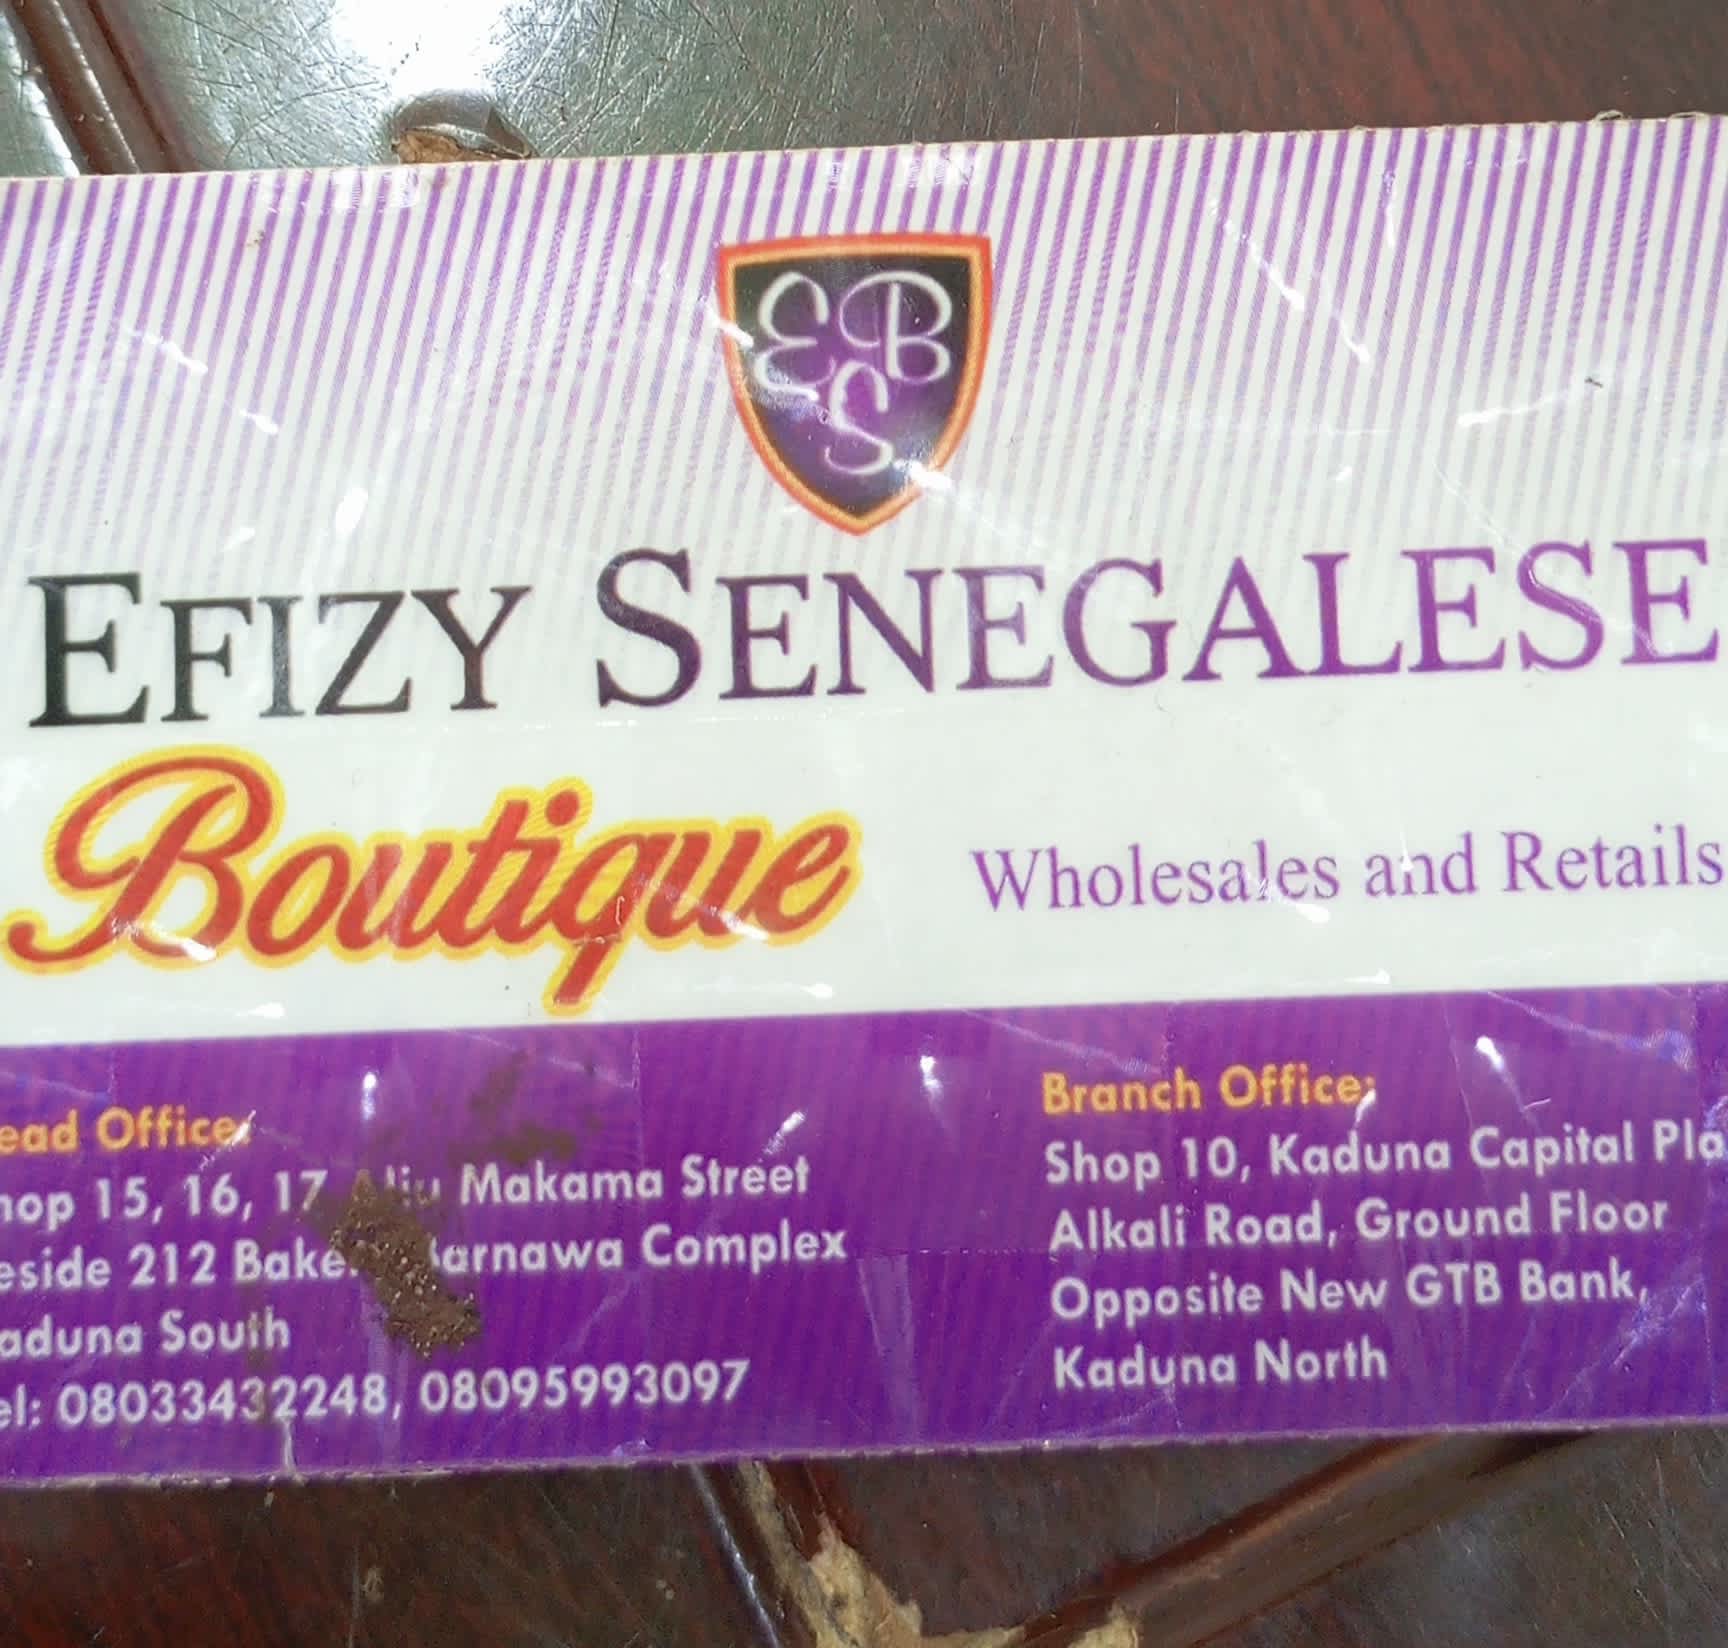 EBS
EFIZY SENEGALESE
Boutique
Wholesales and Retails
ead Office:
hop 15, 16, 17 Aliu Makama Street
eside 212 Barnawa Complex
aduna South
el: 08033432248, 08095993097
Branch Office;
Shop 10, Kaduna Capital Pla
Alkali Road, Ground Floor
Opposite New GTB Bank,
Kaduna North